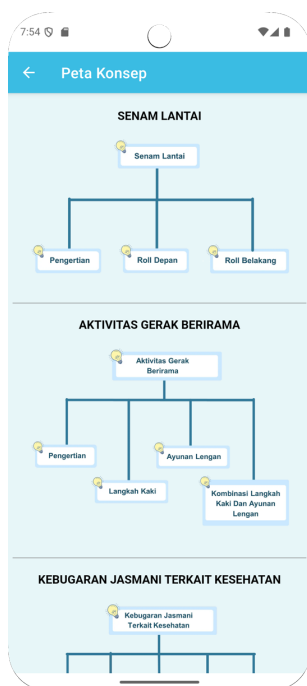 7:54
Peta Konsep
SENAM LANTAI
Senam Lantai
Pengertian
Roll Depan
Roll Belakang
AKTIVITAS GERAK BERIRAMA
Aktivitas Gerak
Berirama
Pengertian
Ayunan Lengan
Langkah Kaki
Kombinasi Langkah
Kaki Dan Ayunan
Lengan
KEBUGARAN JASMANI TERKAIT KESEHATAN
Kebugaran Jasmani
Terkait Kesehatan